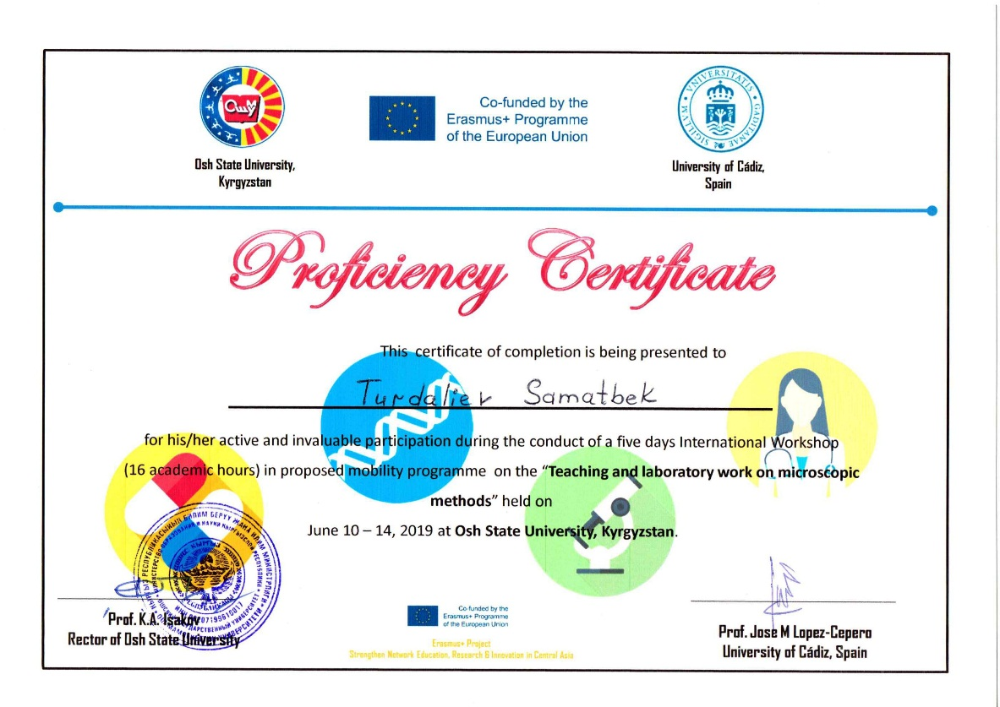 Osh State University,
Kyrgyzstan
Co-funded by the
Erasmus+ Programme
of the European Union
UNIVERSITATIS GADITANAE SIGILLVM
University of Cádiz,
Spain
Proficiency Certificate
This certificate of completion is being presented to
Turdaliev Samatbek
for his/her active and invaluable participation during the conduct of a five days International Workshop
(16 academic hours) in proposed mobility programme on the “Teaching and laboratory work on microscopic
methods” held on
June 10 – 14, 2019 at Osh State University, Kyrgyzstan.
Prof. K.A. Isakov
Rector of Osh State University
Co-funded by the
Erasmus+ Programme
of the European Union
Erasmus+ Project
Strengthen Network Education, Research & Innovation in Central Asia
Prof. Jose M Lopez-Cepero
University of Cádiz, Spain